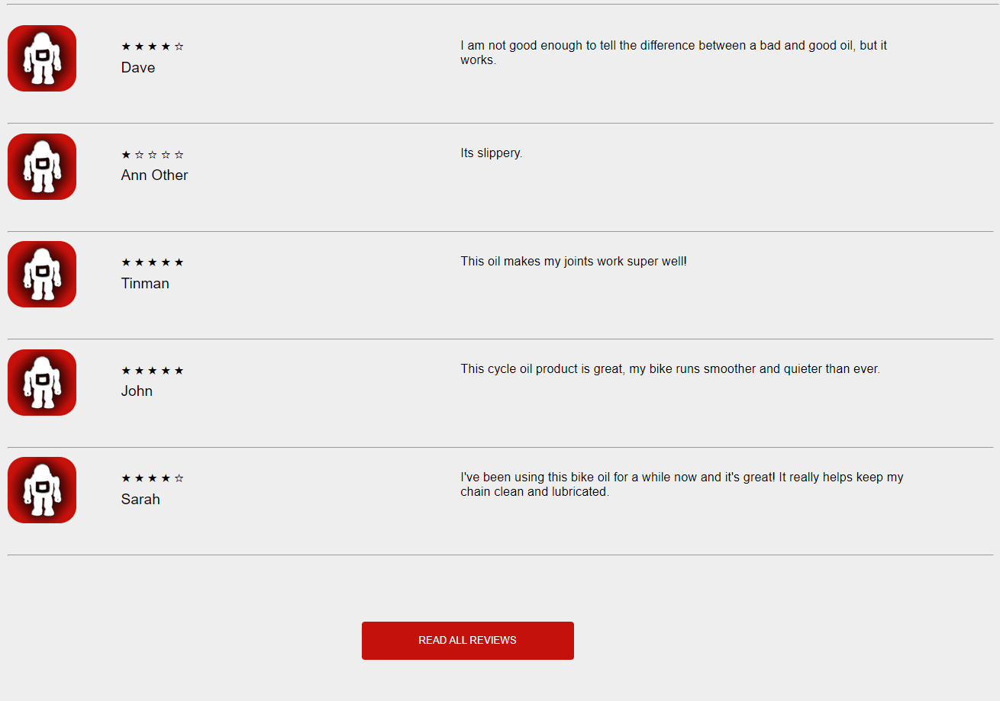 ★ ★ ★ ★ ☆
Dave
I am not good enough to tell the difference between a bad and good oil, but it
works.
★ ☆ ☆ ☆ ☆
Ann Other
Its slippery.
★ ★ ★ ★ ★
Tinman
This oil makes my joints work super well!
★ ★ ★ ★ ★
John
This cycle oil product is great, my bike runs smoother and quieter than ever.
★ ★ ★ ★ ☆
Sarah
I've been using this bike oil for a while now and it's great! It really helps keep my
chain clean and lubricated.
READ ALL REVIEWS